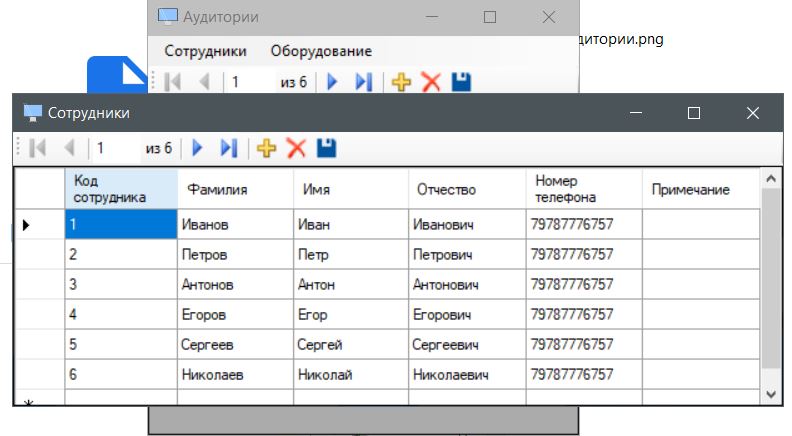 Аудитории
Сотрудники Оборудование
дитории.png
1 из 6
Сотрудники
1 из 6
Код сотрудника Фамилия Имя Отчество Номер телефона Примечание
1 Иванов Иван Иванович 79787776757
2 Петров Петр Петрович 79787776757
3 Антонов Антон Антонович 79787776757
4 Егоров Егор Егорович 79787776757
5 Сергеев Сергей Сергеевич 79787776757
6 Николаев Николай Николаевич 79787776757